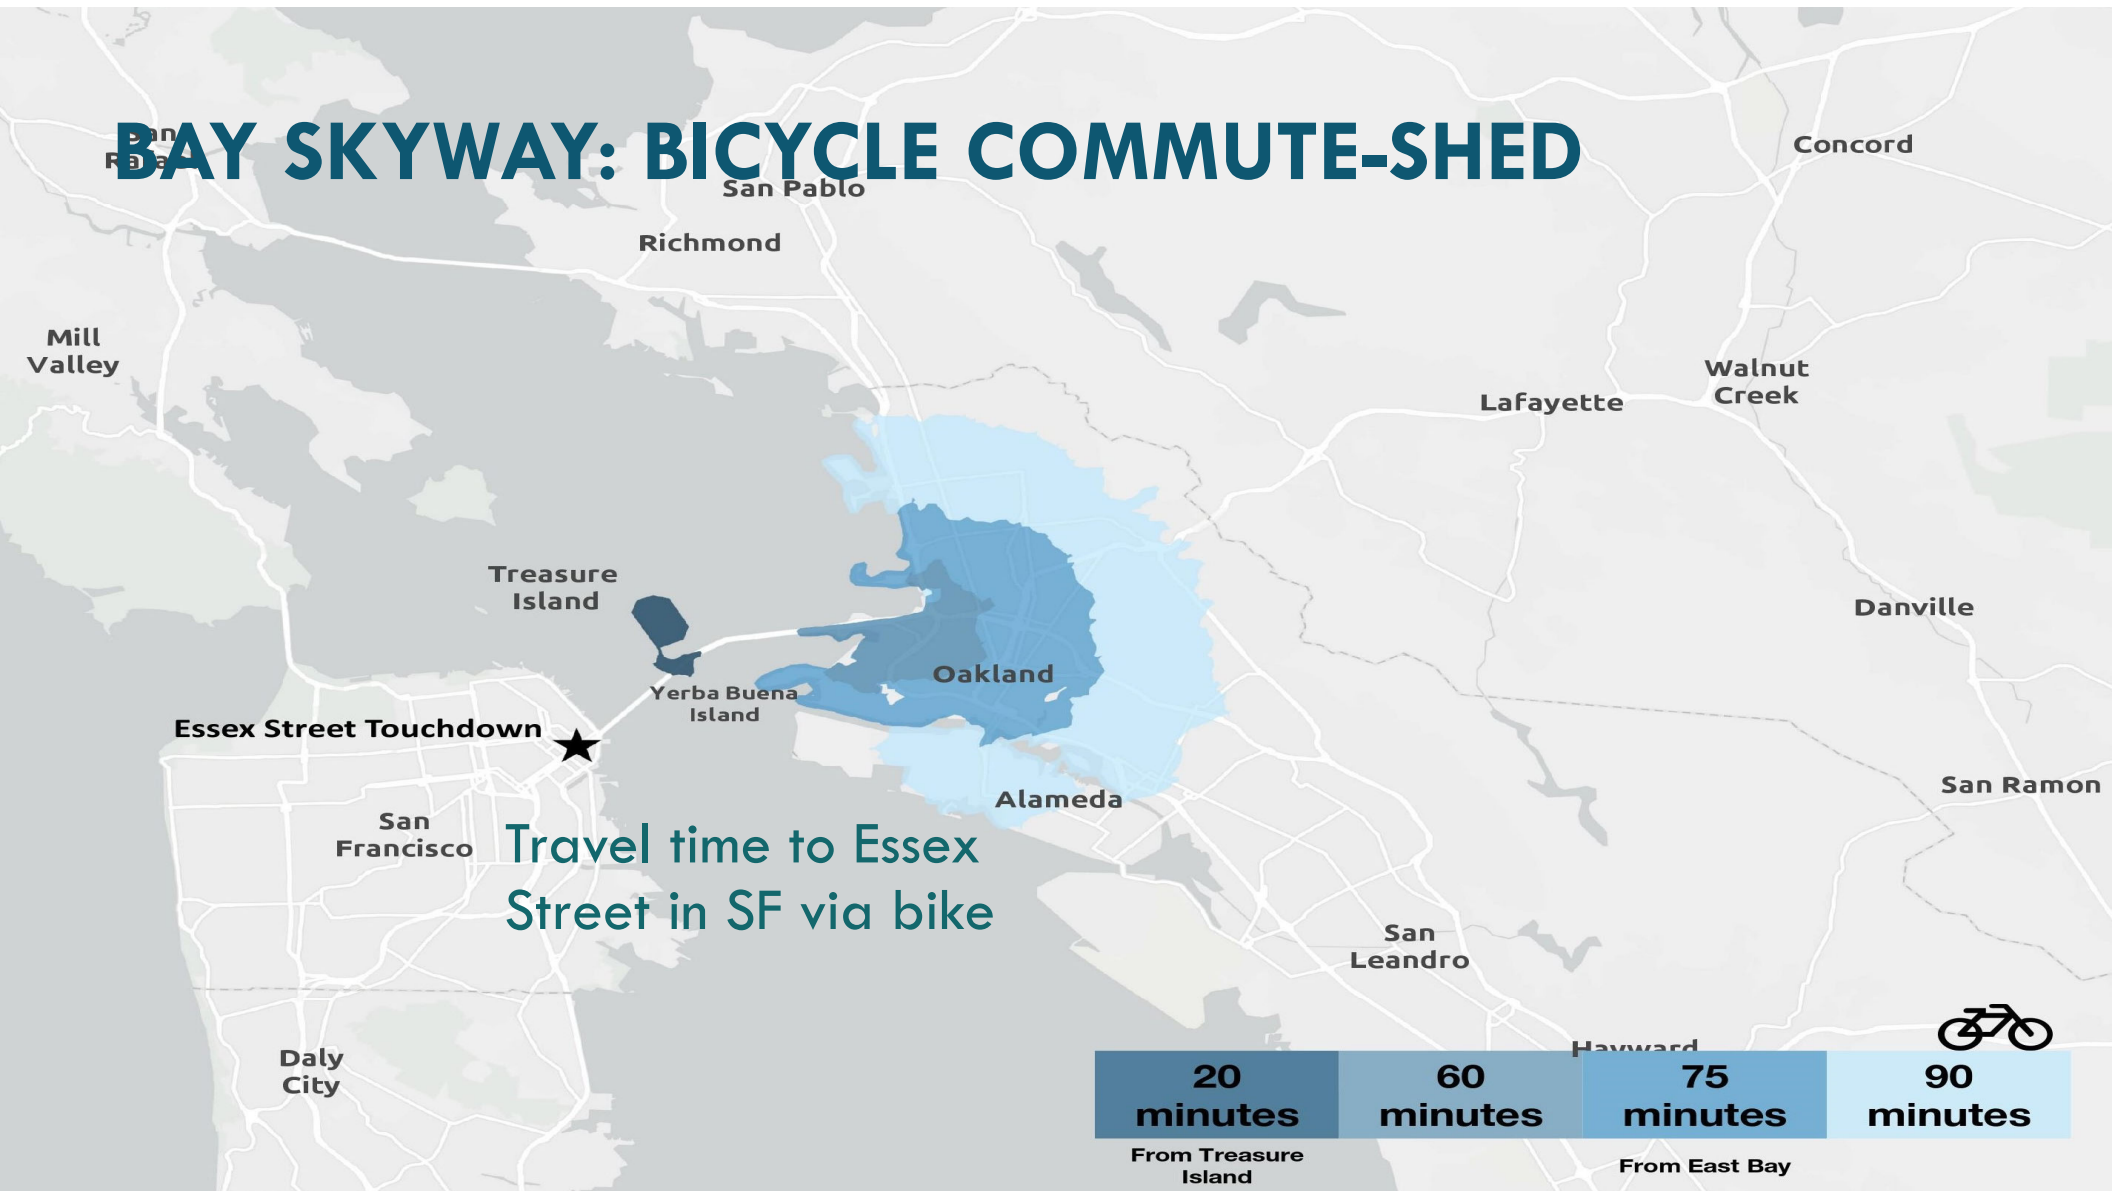 BAY SKYWAY: BICYCLE COMMUTE-SHED
San
Concord
San Pablo
Richmond
Mill
Valley
Walnut
Creek
Lafayette
Treasure
Island
Danville
Oakland
Yerba Buena
Island
Essex Street Touchdown
San Ramon
Alameda
San
Francisco
Travel time to Essex
Street in SF via bike
San
Leandro
Hayward
Daly
City
20
minutes
60
minutes
75
minutes
90
minutes
From Treasure
Island
From East Bay